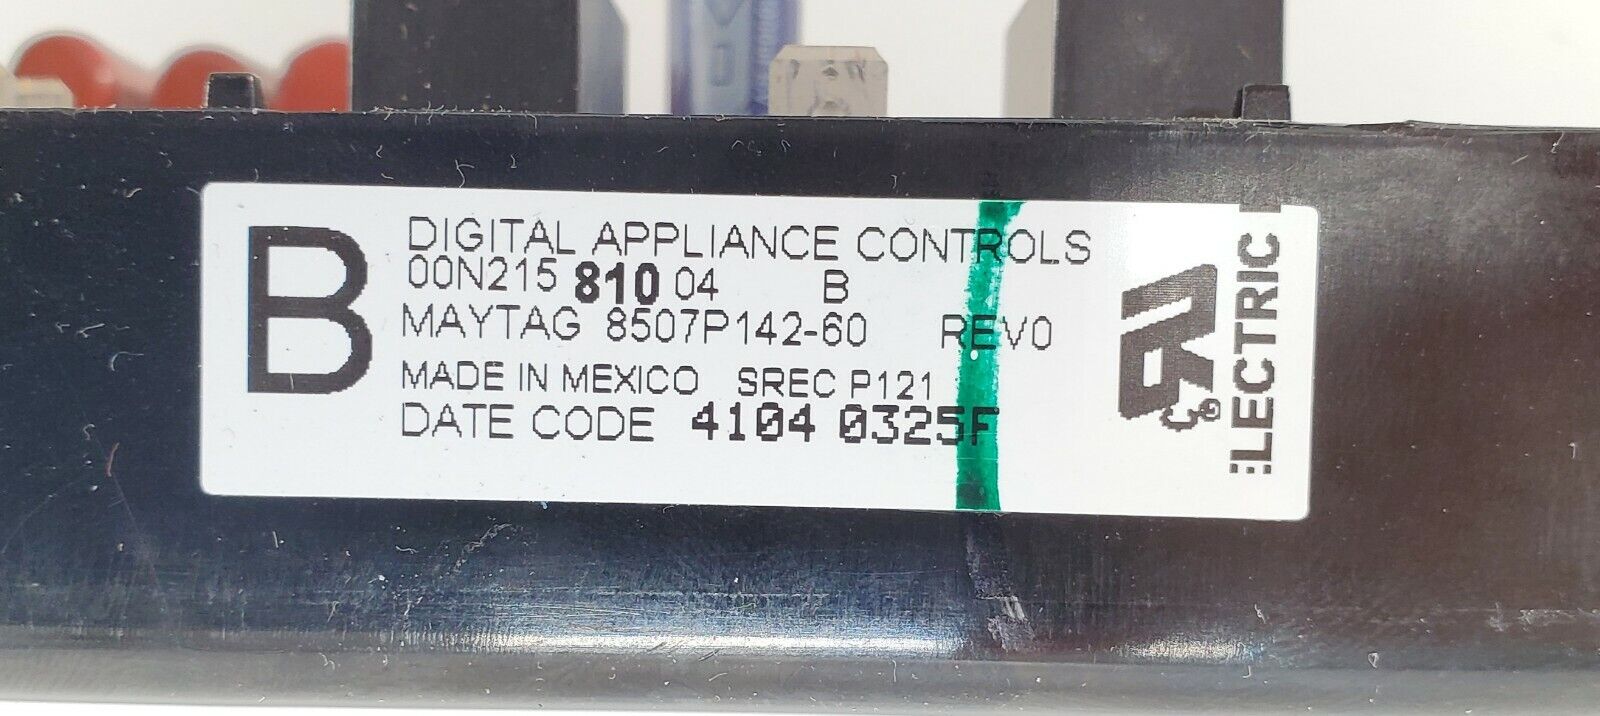 B
DIGITAL APPLIANCE CONTROLS
00N215 810 04 B
MAYTAG 8507P142-60 REV0
MADE IN MEXICO SREC P121
DATE CODE 4104 0325F
ELECTRIC